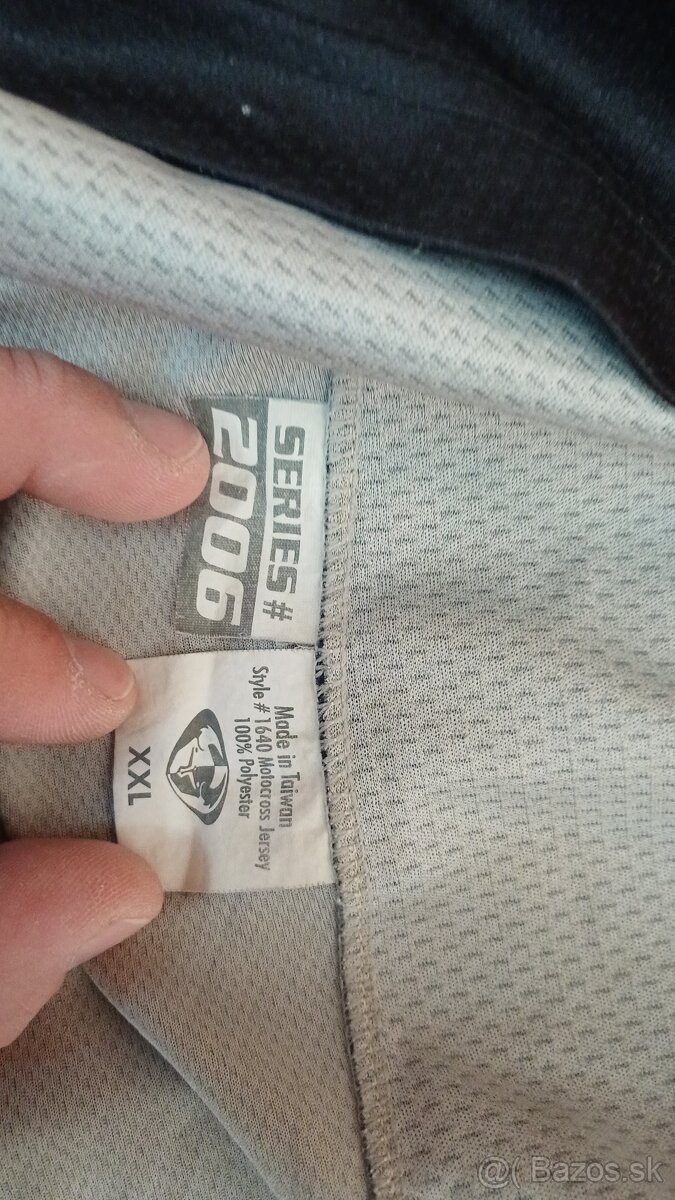 SERIES #
2006
Made in Taiwan
Style # 1640 Motocross Jersey
100% Polyester
XXL
@( Bazos.sk